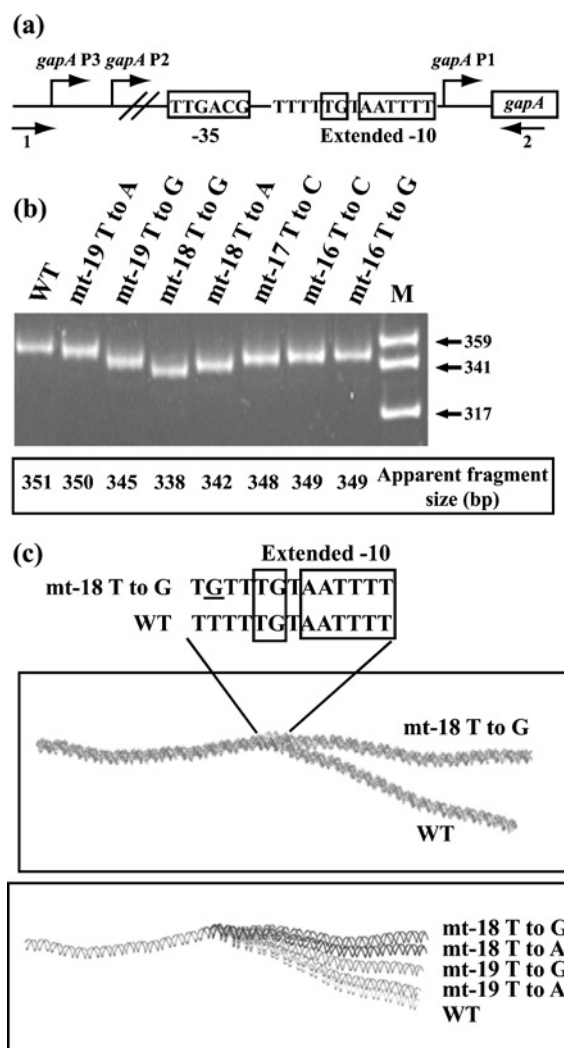 (a)
gapA P3 gapA P2 gapA P1
TTGACG TTTTTGTAATTTT gapA
1 -35 Extended -10 2
(b)
WT mt-19 T to A mt-19 T to G mt-18 T to G mt-18 T to A mt-17 T to C mt-16 T to C mt-16 T to G M
359
341
317
351 350 345 338 342 348 349 349 Apparent fragment
size (bp)
(c)
Extended -10
mt-18 T to G TGTTTGTAATTTT
WT TTTTTGTAATTTT
mt-18 T to G
WT
mt-18 T to G
mt-18 T to A
mt-19 T to G
mt-19 T to A
WT